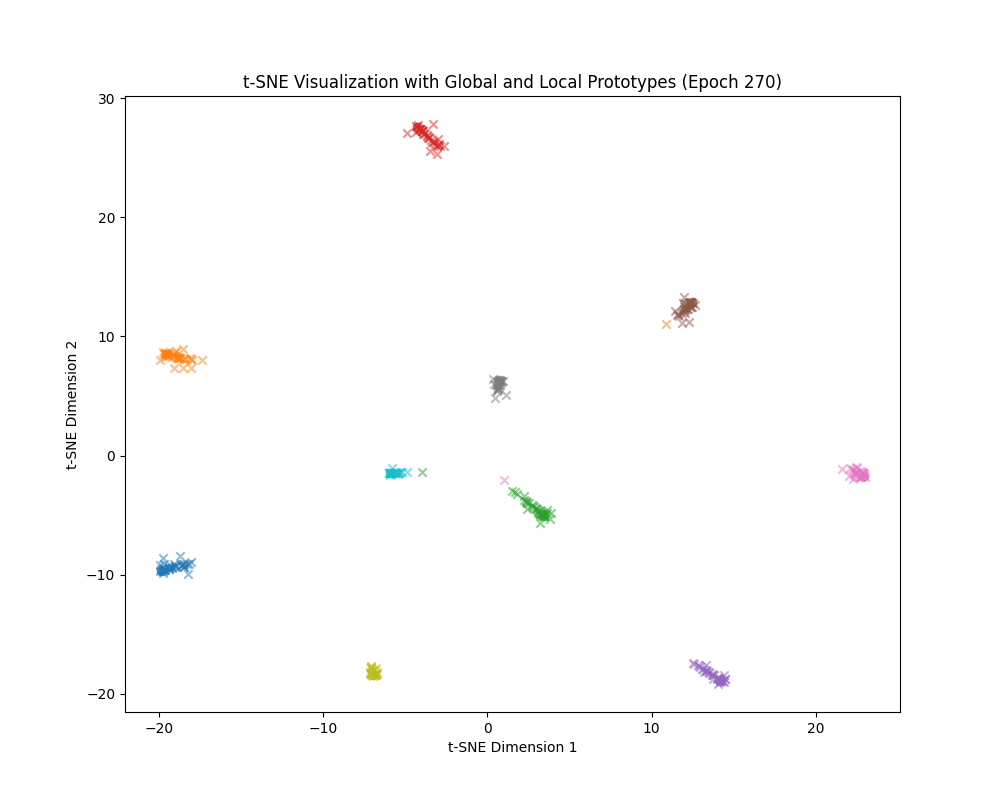 t-SNE Visualization with Global and Local Prototypes (Epoch 270)
30
20
10
0
−10
−20
t-SNE Dimension 2
−20 −10 0 10 20
t-SNE Dimension 1